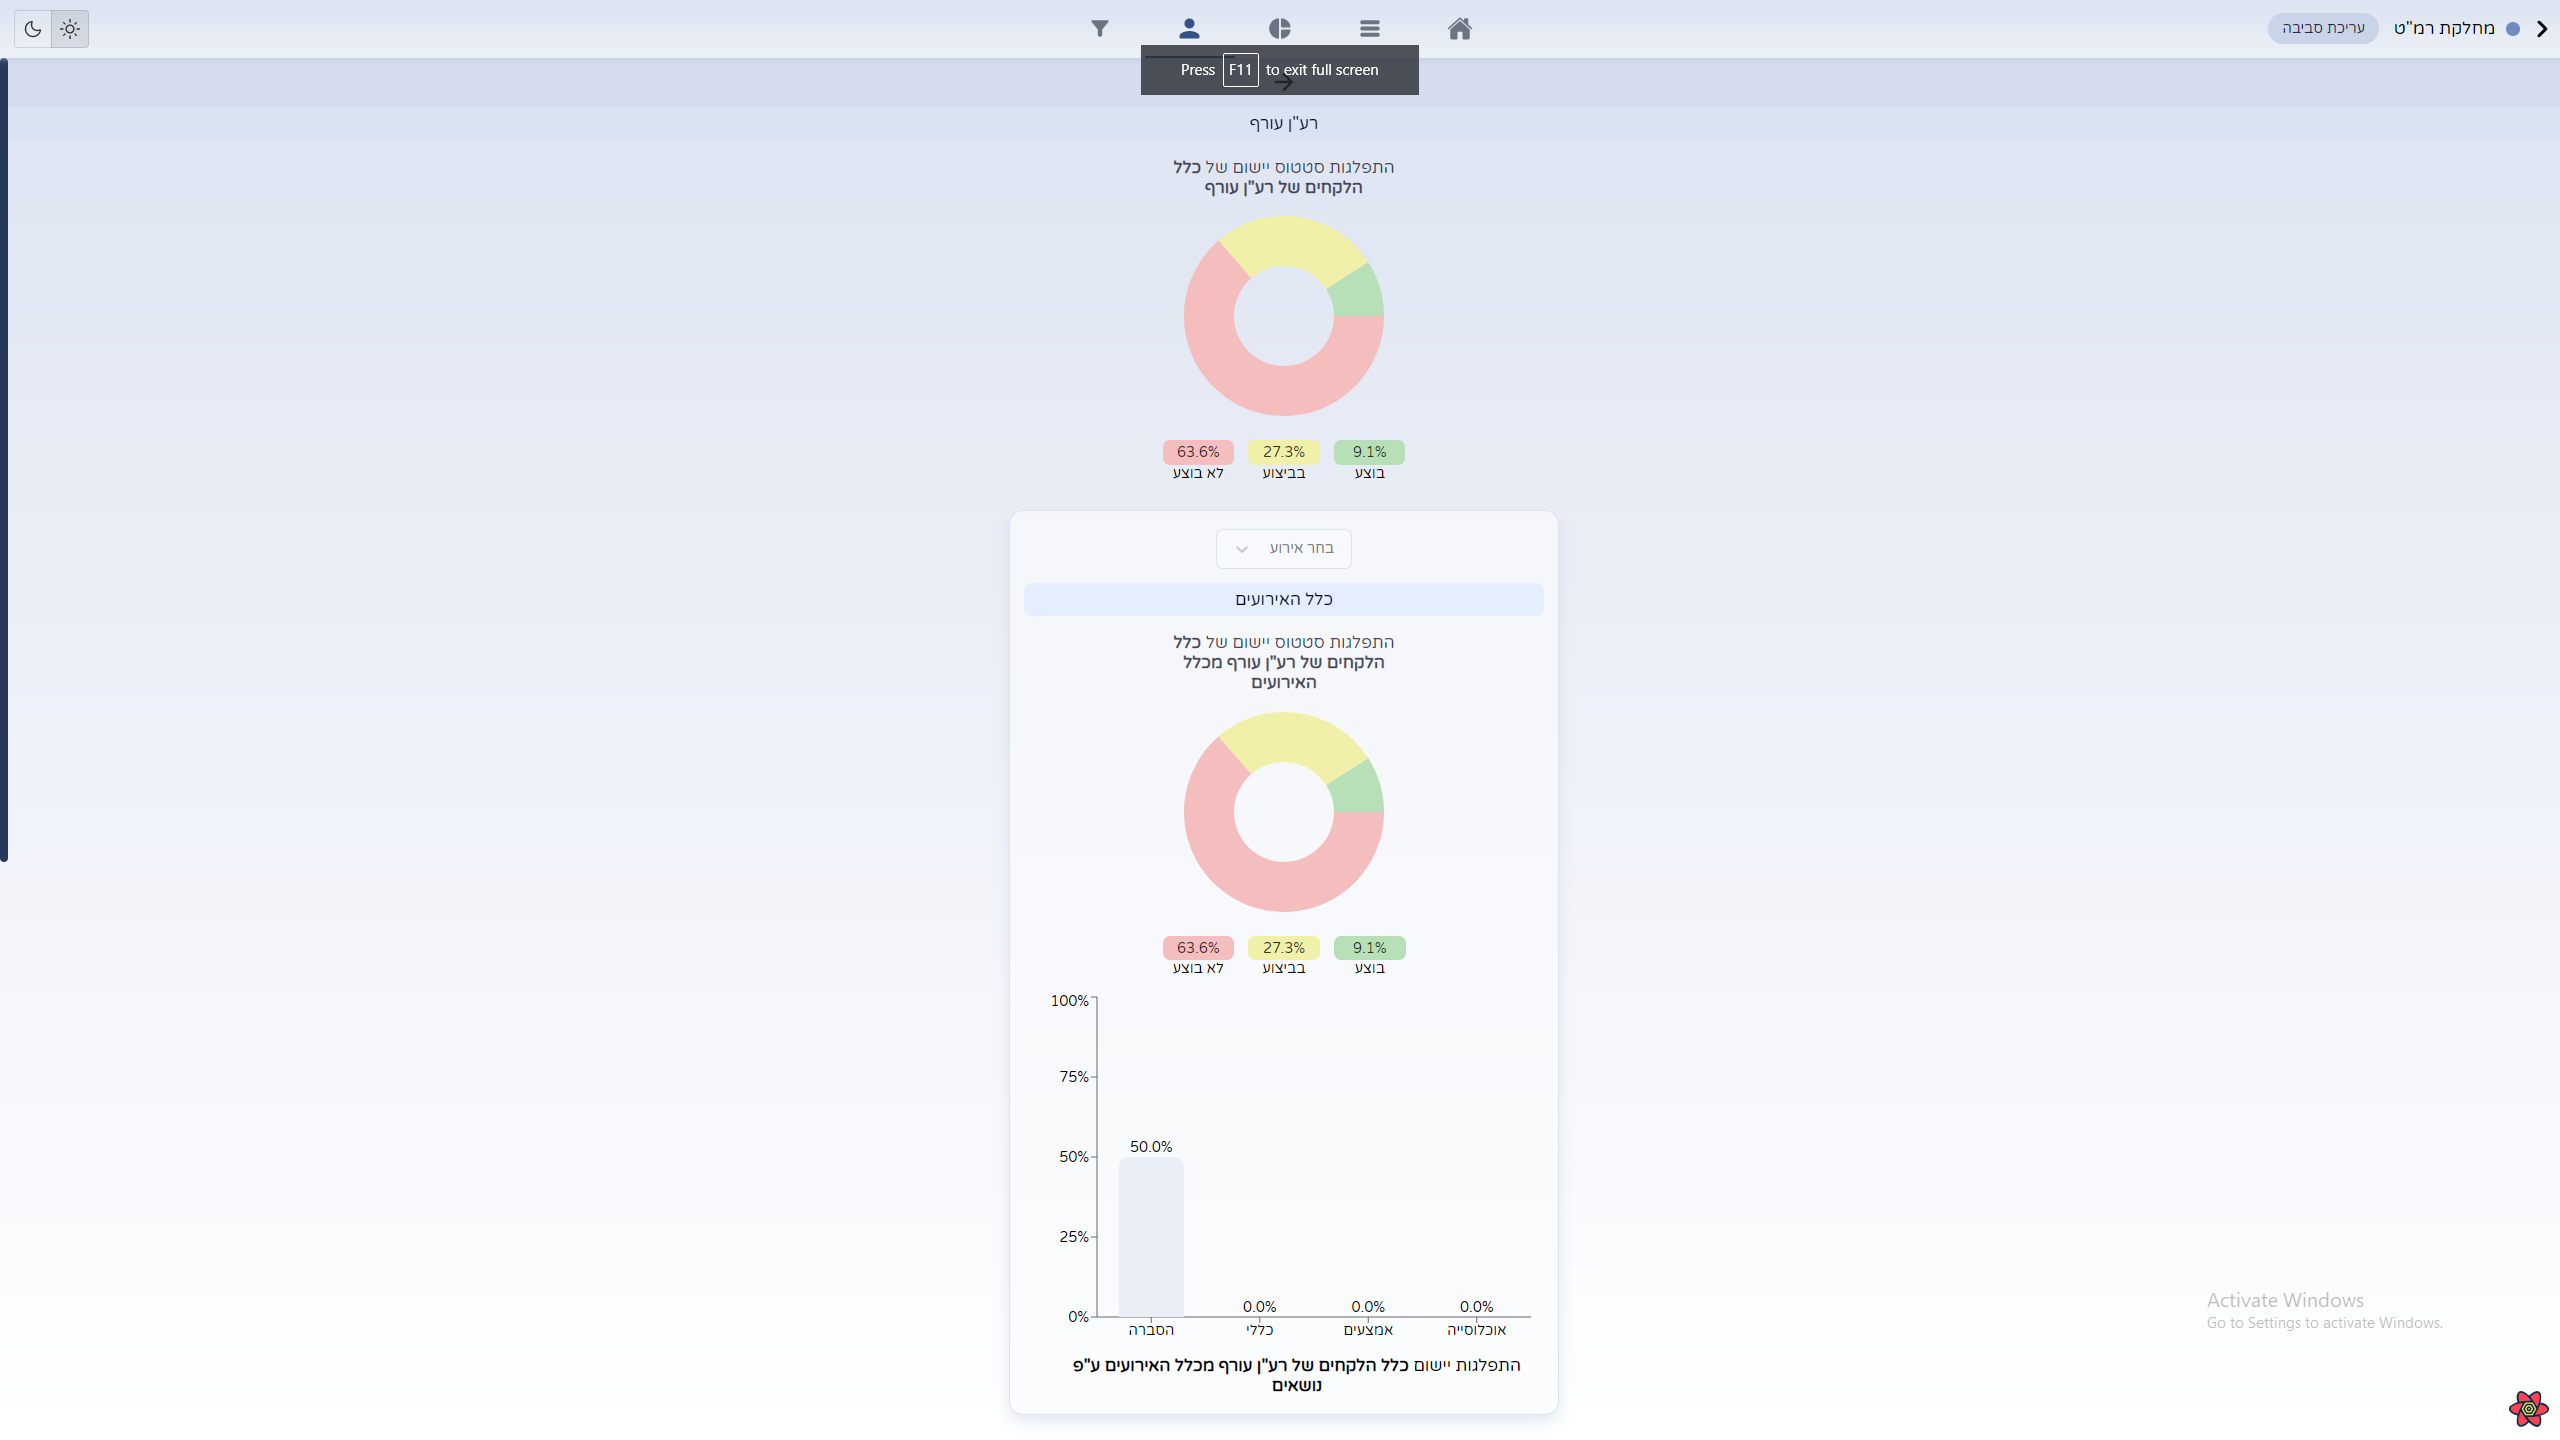 מחלקת רמ"ט
עריכת סביבה
Press F11 to exit full screen
רע"ן עורף
התפלגות סטטוס יישום של כלל
הלקחים של רע"ן עורף
9.1%
בוצע
27.3%
בביצוע
63.6%
לא בוצע
בחר אירוע
כלל האירועים
התפלגות סטטוס יישום של כלל
הלקחים של רע"ן עורף מכלל
האירועים
9.1%
בוצע
27.3%
בביצוע
63.6%
לא בוצע
100%
75%
50%
25%
0%
50.0%
0.0%
0.0%
0.0%
הסברה
כללי
אמצעים
אוכלוסייה
התפלגות יישום כלל הלקחים של רע"ן עורף מכלל האירועים ע"פ
נושאים
Activate Windows
Go to Settings to activate Windows.